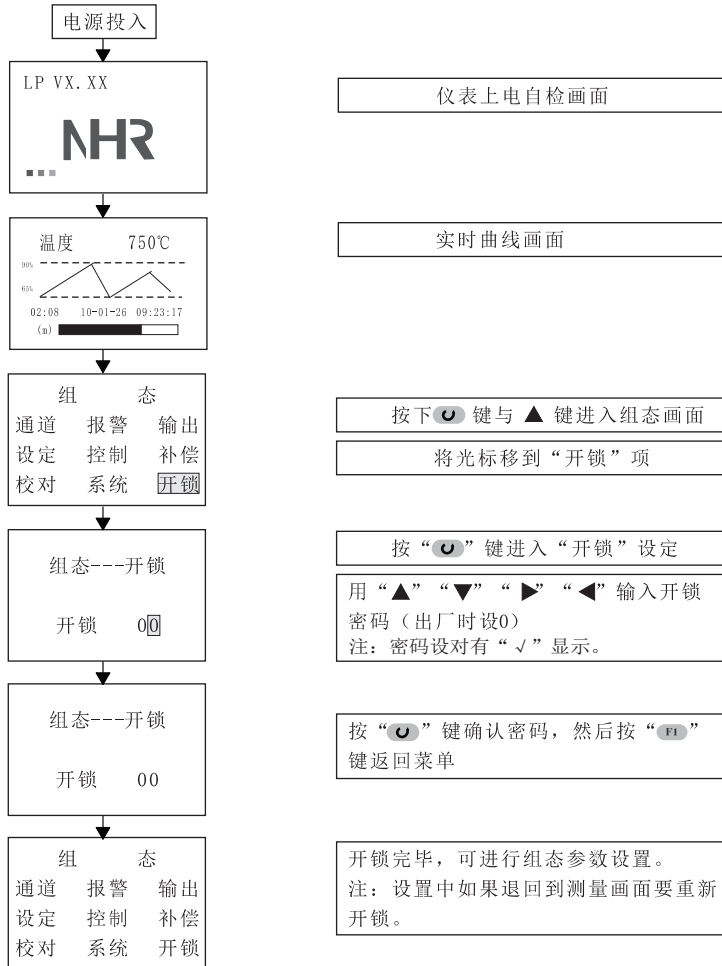 电源投入
LP VX.XX
NHR
仪表上电自检画面
温度 750℃
90%
65%
02:08 10-01-26 09:23:17
(m)
实时曲线画面
组 态
通道 报警 输出
设定 控制 补偿
校对 系统 开锁
按下 键与 ▲ 键进入组态画面
将光标移到“开锁”项
组态---开锁
开锁 00
按“ ”键进入“开锁”设定
用“▲”“▼”“▶”“◀”输入开锁
密码（出厂时设0）
注：密码设对有“√”显示。
组态---开锁
开锁 00
按“ ”键确认密码，然后按“F1”
键返回菜单
组 态
通道 报警 输出
设定 控制 补偿
校对 系统 开锁
开锁完毕，可进行组态参数设置。
注：设置中如果退回到测量画面要重新
开锁。